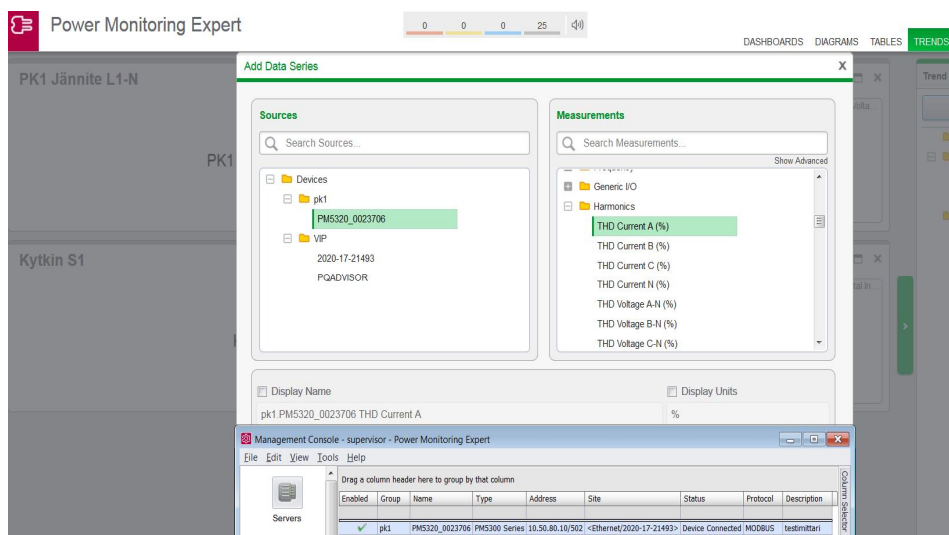 Power Monitoring Expert
0 0 0 25
DASHBOARDS DIAGRAMS TABLES TRENDS
PK1 Jännite L1-N
PK1
Kytkin S1
Trend
Add Data Series X
Sources
Search Sources...
Devices
pk1
PM5320_0023706
VIP
2020-17-21493
PQADVISOR
Measurements
Search Measurements...
Show Advanced
Frequency
Generic I/O
Harmonics
THD Current A (%)
THD Current B (%)
THD Current C (%)
THD Current N (%)
THD Voltage A-N (%)
THD Voltage B-N (%)
THD Voltage C-N (%)
Display Name
pk1.PM5320_0023706 THD Current A
Display Units
%
Management Console - supervisor - Power Monitoring Expert
File Edit View Tools Help
Servers
Drag a column header here to group by that column
Enabled Group Name Type Address Site Status Protocol Description
pk1 PM5320_0023706 PM5300 Series 10.50.80.10/502 <Ethernet/2020-17-21493> Device Connected MODBUS testimittari
Column Selector